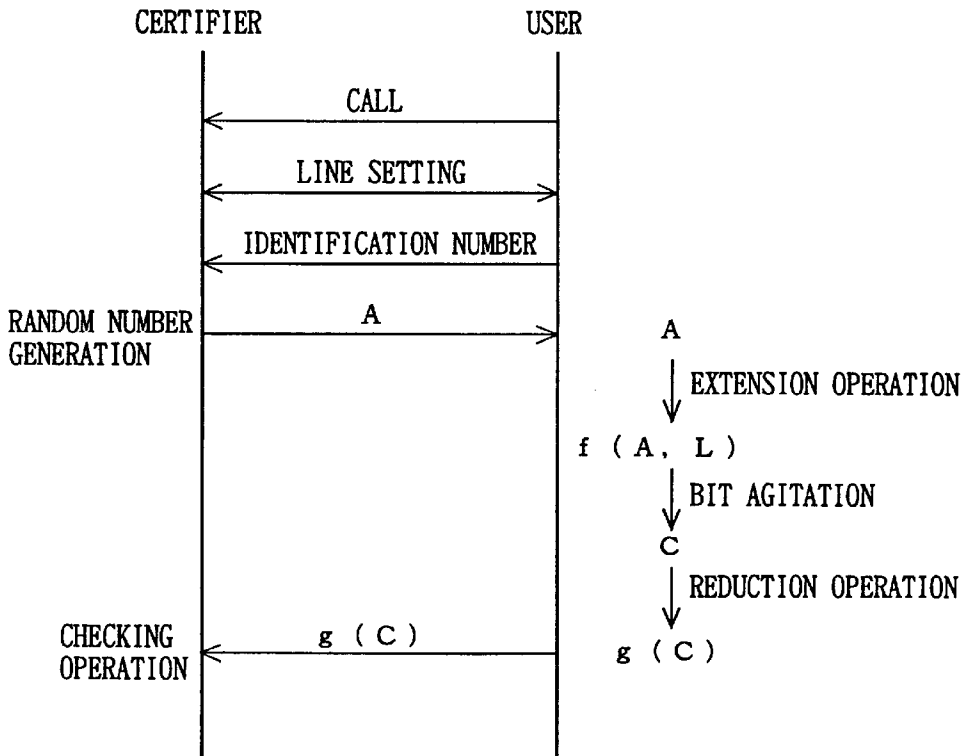 CERTIFIER
USER
CALL
LINE SETTING
IDENTIFICATION NUMBER
RANDOM NUMBER
GENERATION
A
A
EXTENSION OPERATION
f ( A, L )
BIT AGITATION
C
REDUCTION OPERATION
CHECKING
OPERATION
g ( C )
g ( C )